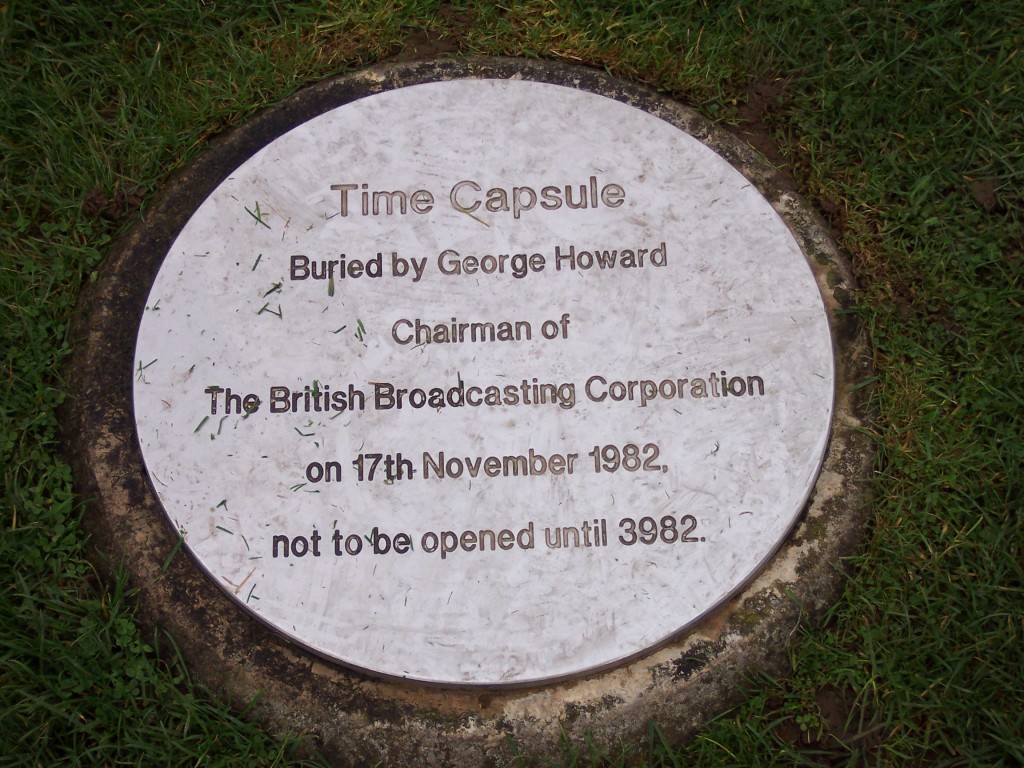 Time Capsule
Buried by George Howard
Chairman of
The British Broadcasting Corporation
on 17th November 1982,
not to be opened until 3982.